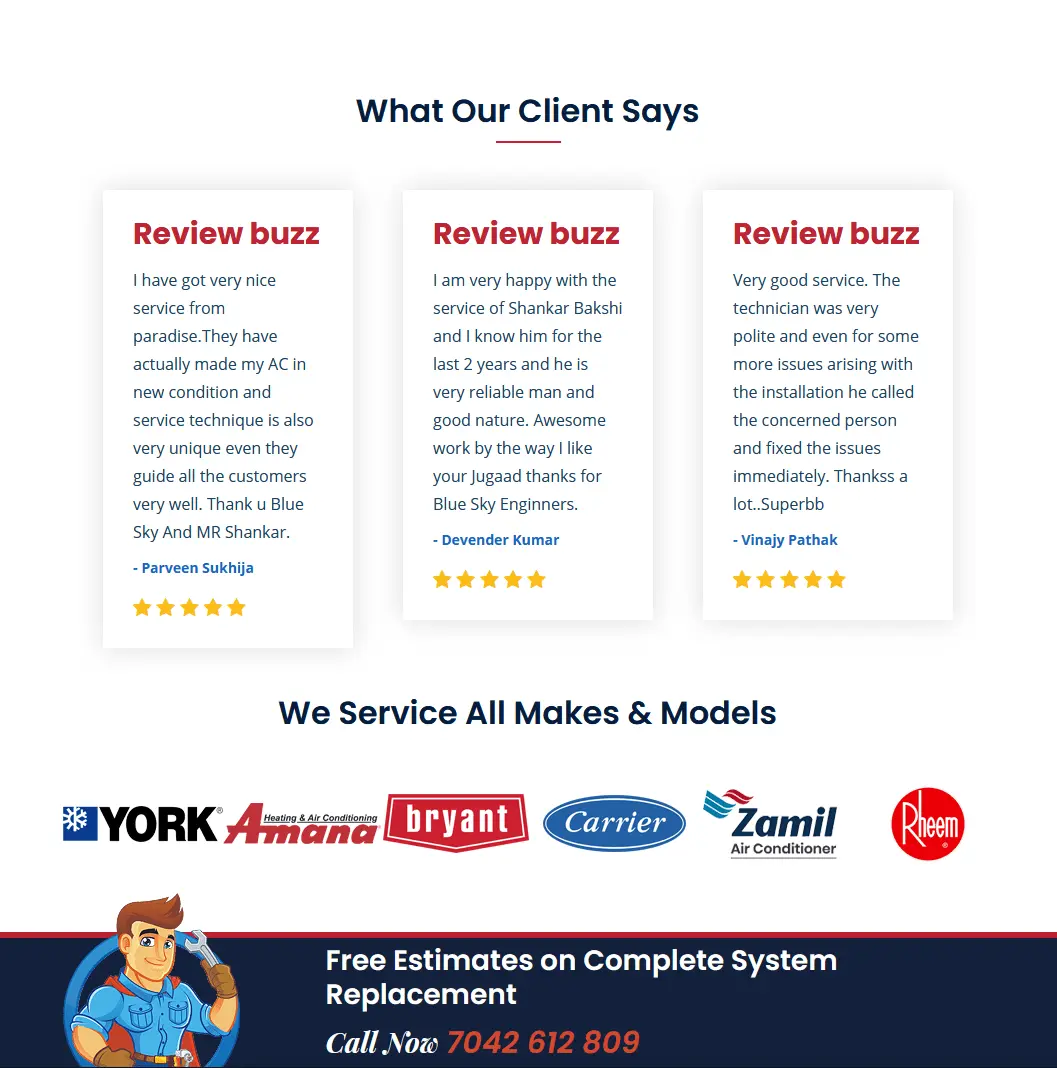 What Our Client Says
Review buzz
I have got very nice
service from
paradise.They have
actually made my AC in
new condition and
service technique is also
very unique even they
guide all the customers
very well. Thank u Blue
Sky And MR Shankar.
- Parveen Sukhija
Review buzz
I am very happy with the
service of Shankar Bakshi
and I know him for the
last 2 years and he is
very reliable man and
good nature. Awesome
work by the way I like
your Jugaad thanks for
Blue Sky Enginners.
- Devender Kumar
Review buzz
Very good service. The
technician was very
polite and even for some
more issues arising with
the installation he called
the concerned person
and fixed the issues
immediately. Thankss a
lot..Superbb
- Vinajy Pathak
We Service All Makes & Models
YORK®
Heating & Air Conditioning
Amana
bryant
Carrier
Zamil
Air Conditioner
Rheem®
Free Estimates on Complete System
Replacement
Call Now 7042 612 809